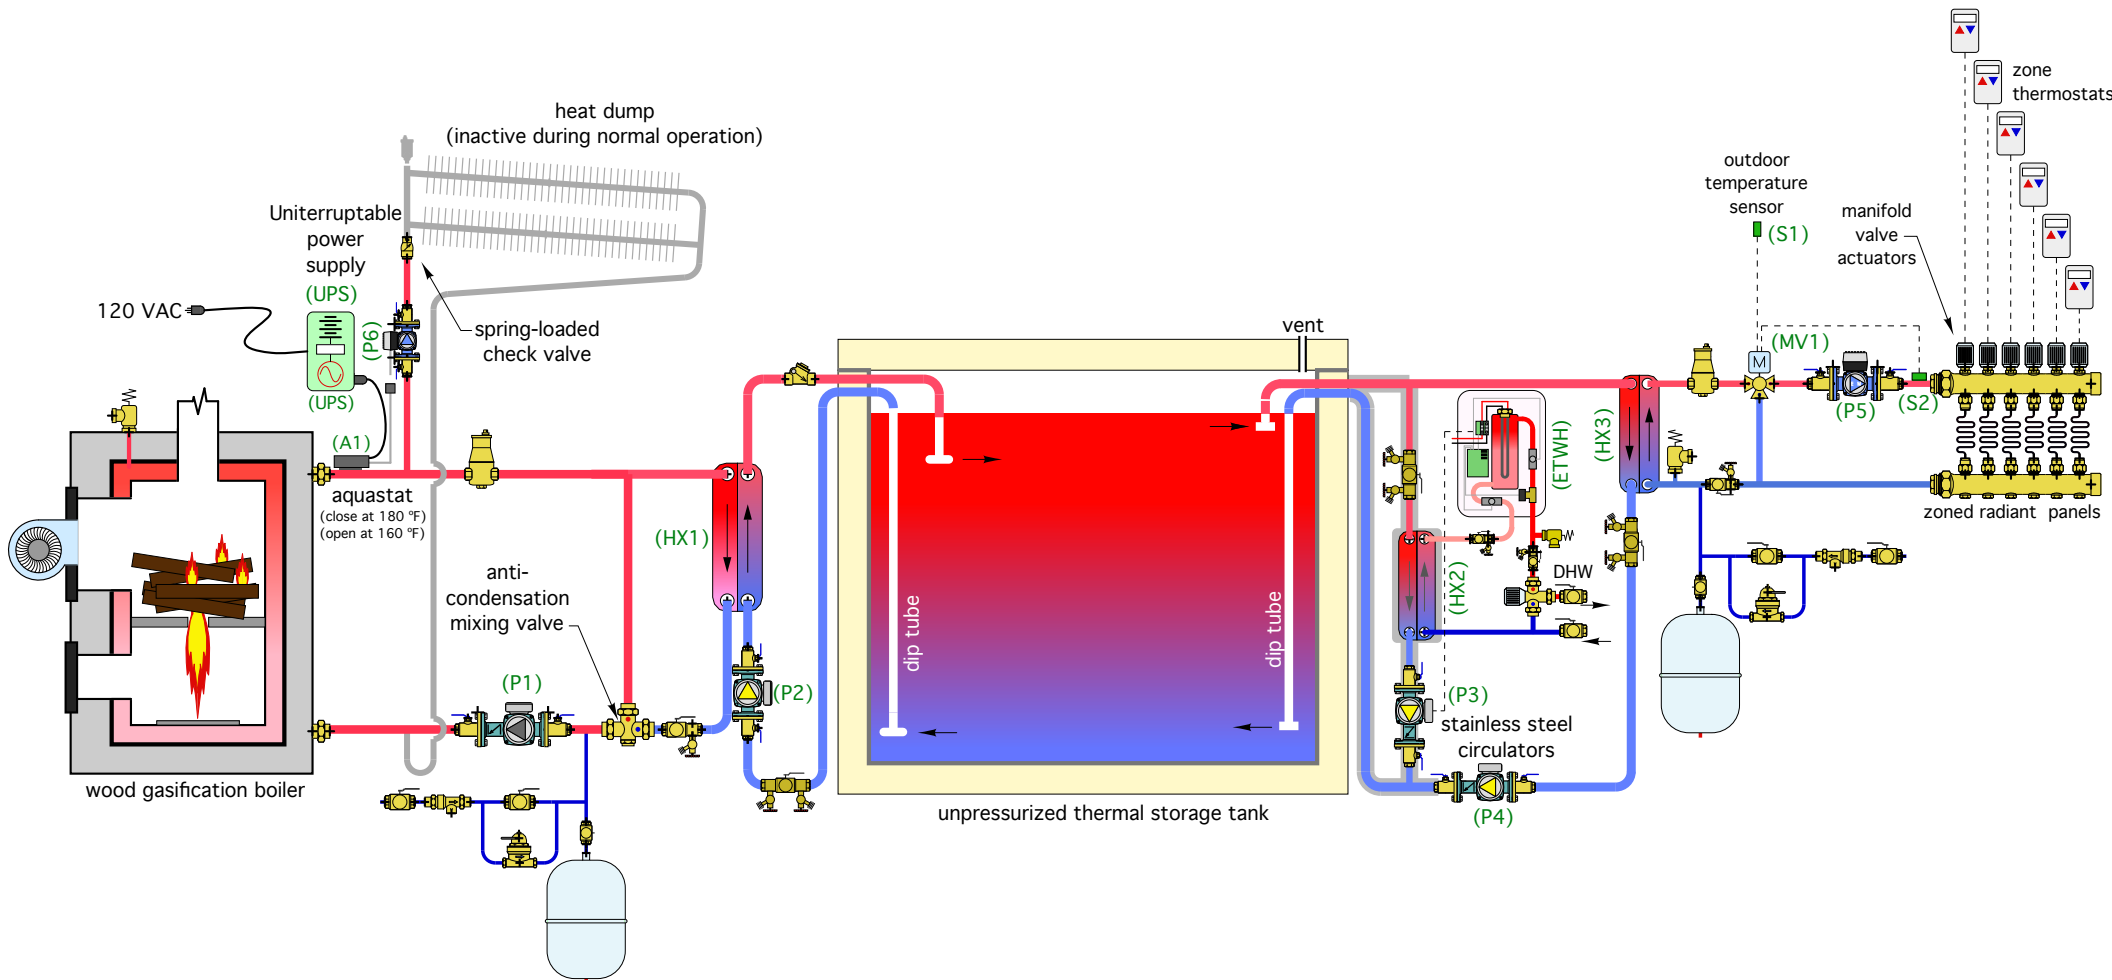 heat dump
(inactive during normal operation)
Uniterruptable
power
supply
(UPS)
120 VAC
(P6)
(UPS)
spring-loaded
check valve
(A1)
aquastat
(close at 180 ºF)
(open at 160 ºF)
(HX1)
anti-
condensation
mixing valve
(P1)
(P2)
wood gasification boiler
vent
dip tube
dip tube
unpressurized thermal storage tank
(ETWH)
(HX2)
DHW
(P3)
stainless steel
circulators
(P4)
(HX3)
outdoor
temperature
sensor
(S1)
manifold
valve
actuators
zone
thermostats
M
(MV1)
(P5)
(S2)
zoned radiant panels